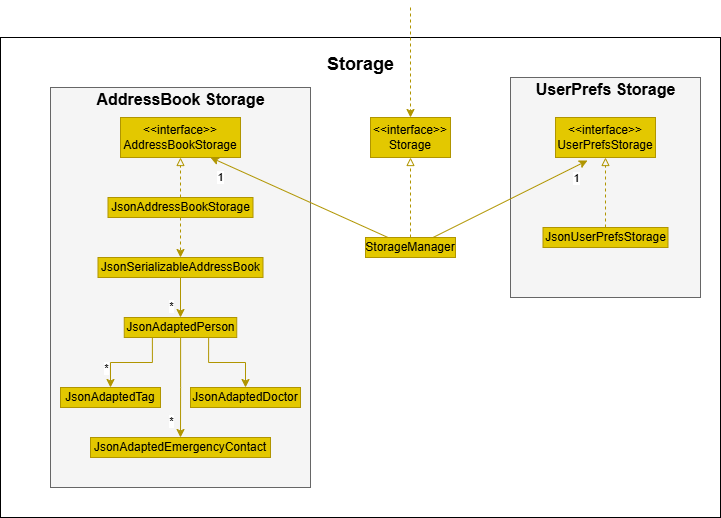 Storage
AddressBook Storage
<<interface>>
AddressBookStorage
1
JsonAddressBookStorage
JsonSerializableAddressBook
*
JsonAdaptedPerson
*
JsonAdaptedTag
JsonAdaptedDoctor
*
JsonAdaptedEmergencyContact
<<interface>>
Storage
StorageManager
UserPrefs Storage
<<interface>>
UserPrefsStorage
1
JsonUserPrefsStorage